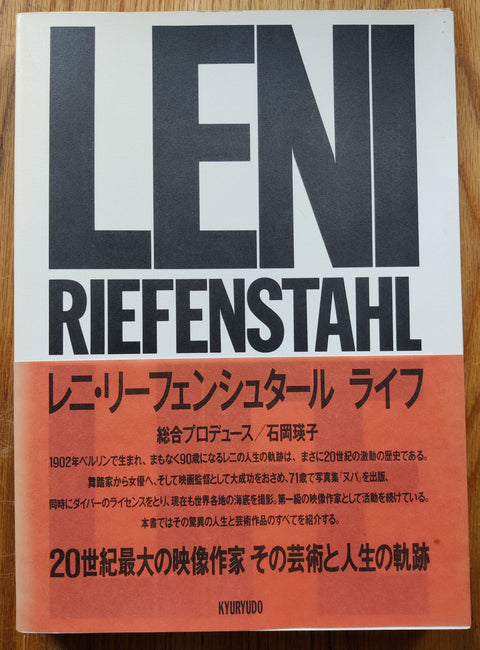 LENI
RIEFENSTAHL
レニ・リーフェンシュタール ライフ
総合プロデュース/石岡瑛子
1902年ベルリンで生まれ、まもなく90歳になるレニの人生の軌跡は、まさに20世紀の激動の歴史である。
舞踏家から女優へ、そして映画監督として大成功をおさめ、71歳で写真集『ヌバ』を出版、
同時にダイバーのライセンスをとり、現在も世界各地の海底を撮影。第一級の映像作家として活動を続けている。
本書ではその驚異の人生と芸術作品のすべてを紹介する。
20世紀最大の映像作家 その芸術と人生の軌跡
KYURYUDO